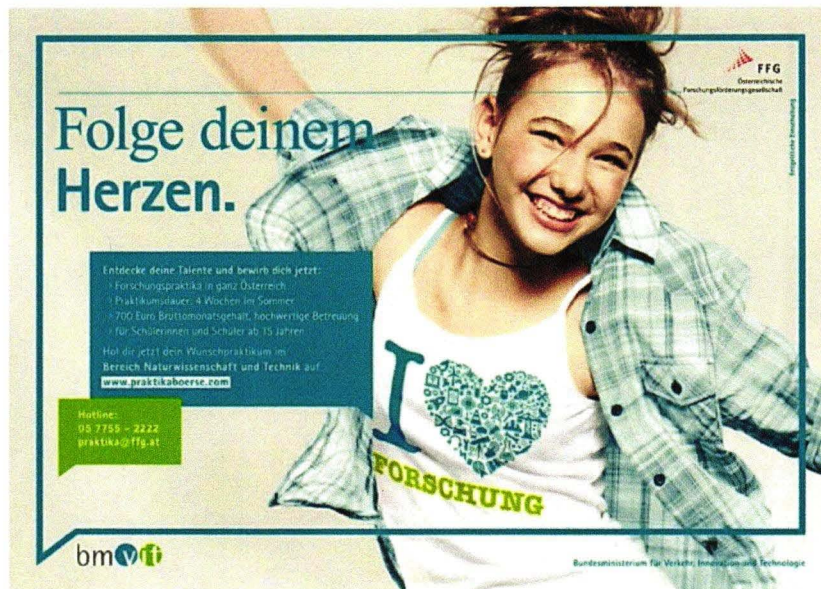 FFG
Österreichische
Forschungsförderungsgesellschaft
Entgeltliche Einschaltung
Folge deinem
Herzen.
Entdecke deine Talente und bewirb dich jetzt:
› Forschungspraktika in ganz Österreich
› Praktikumsdauer: 4 Wochen im Sommer
› 700 Euro Bruttomonatsgehalt, hochwertige Betreuung
› für Schülerinnen und Schüler ab 15 Jahren
Hol dir jetzt dein Wunschpraktikum im
Bereich Naturwissenschaft und Technik auf
www.praktikaboerse.com
Hotline:
05 7755 – 2222
praktika@ffg.at
I
FORSCHUNG
bmvit
Bundesministerium für Verkehr, Innovation und Technologie